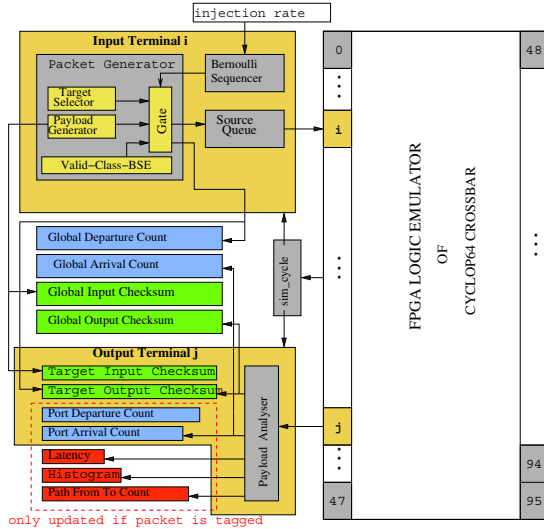 injection rate
Input Terminal i
Packet Generator
Bernoulli
Sequencer
Target
Selector
Payload
Generator
Gate
Source
Queue
Valid-Class-BSE
Global Departure Count
Global Arrival Count
Global Input Checksum
Global Output Checksum
sim_cycle
Output Terminal j
Target Input Checksum
Target Output Checksum
Port Departure Count
Port Arrival Count
Latency
Histogram
Path From To Count
Payload Analyser
only updated if packet is tagged
0
i
j
47
FPGA LOGIC EMULATOR
OF
CYCLOP64 CROSSBAR
48
94
95